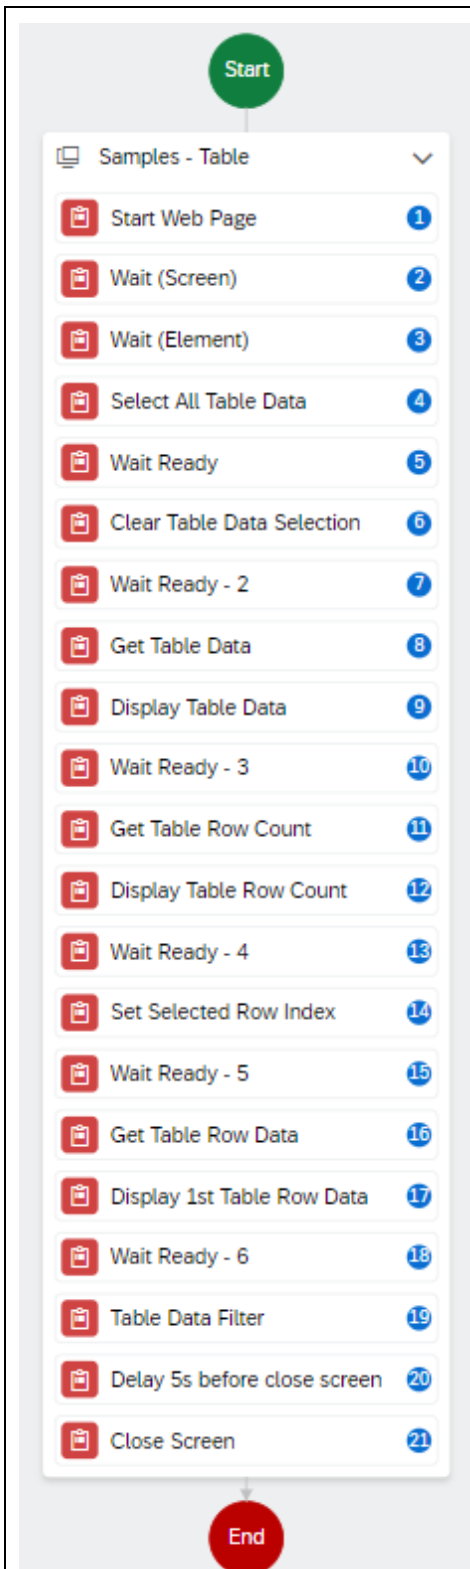 Start
Samples - Table
Start Web Page 1
Wait (Screen) 2
Wait (Element) 3
Select All Table Data 4
Wait Ready 5
Clear Table Data Selection 6
Wait Ready - 2 7
Get Table Data 8
Display Table Data 9
Wait Ready - 3 10
Get Table Row Count 11
Display Table Row Count 12
Wait Ready - 4 13
Set Selected Row Index 14
Wait Ready - 5 15
Get Table Row Data 16
Display 1st Table Row Data 17
Wait Ready - 6 18
Table Data Filter 19
Delay 5s before close screen 20
Close Screen 21
End